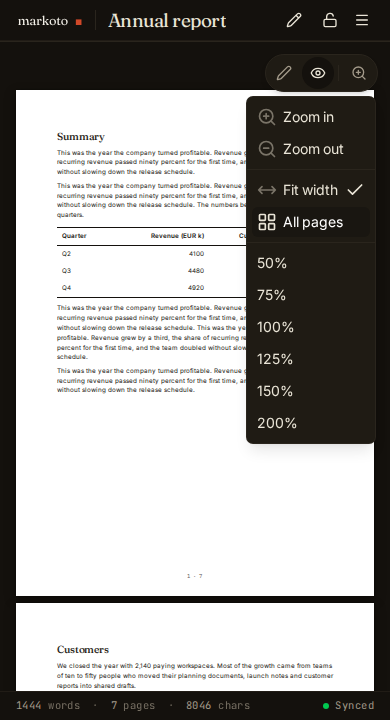 markoto
Annual report
Zoom in
Zoom out
Fit width
All pages
50%
75%
100%
125%
150%
200%
Summary
This was the year the company turned profitable. Revenue
recurring revenue passed ninety percent for the first time,
without slowing down the release schedule.
This was the year the company turned profitable. Revenue
recurring revenue passed ninety percent for the first time,
without slowing down the release schedule. The numbers
quarters.
Quarter Revenue (EUR k)
Q2 4100
Q3 4480
Q4 4920
This was the year the company turned profitable. Revenue
recurring revenue passed ninety percent for the first time,
without slowing down the release schedule. This was the
profitable. Revenue grew by a third, the share of recurring
percent for the first time, and the team doubled without
schedule.
This was the year the company turned profitable. Revenue
recurring revenue passed ninety percent for the first time,
without slowing down the release schedule.
1 - 7
Customers
We closed the year with 2,140 paying workspaces. Most of the growth came from teams
of ten to fifty people who moved their planning documents, launch notes and customer
reports into shared drafts.
1444 words · 7 pages · 8046 chars
Synced